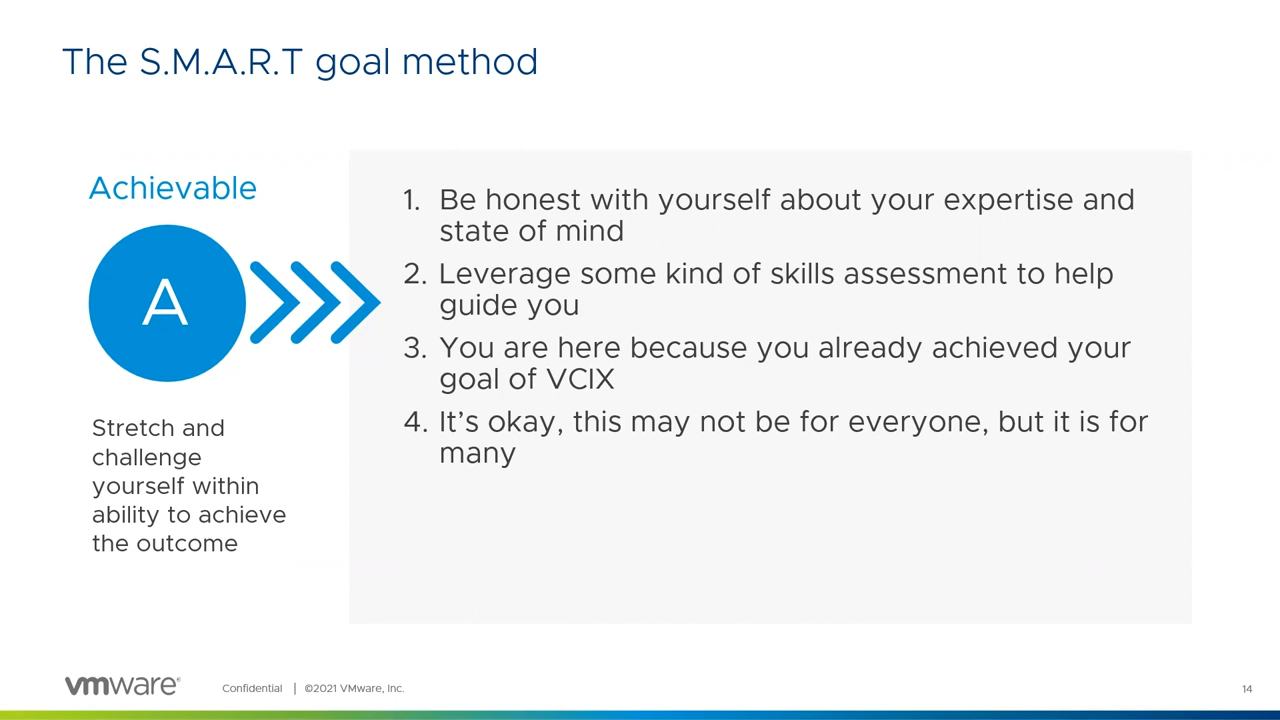 The S.M.A.R.T goal method
Achievable
A
Stretch and
challenge
yourself within
ability to achieve
the outcome
1. Be honest with yourself about your expertise and
state of mind
2. Leverage some kind of skills assessment to help
guide you
3. You are here because you already achieved your
goal of VCIX
4. It’s okay, this may not be for everyone, but it is for
many
vmware®
Confidential | ©2021 VMware, Inc.
14